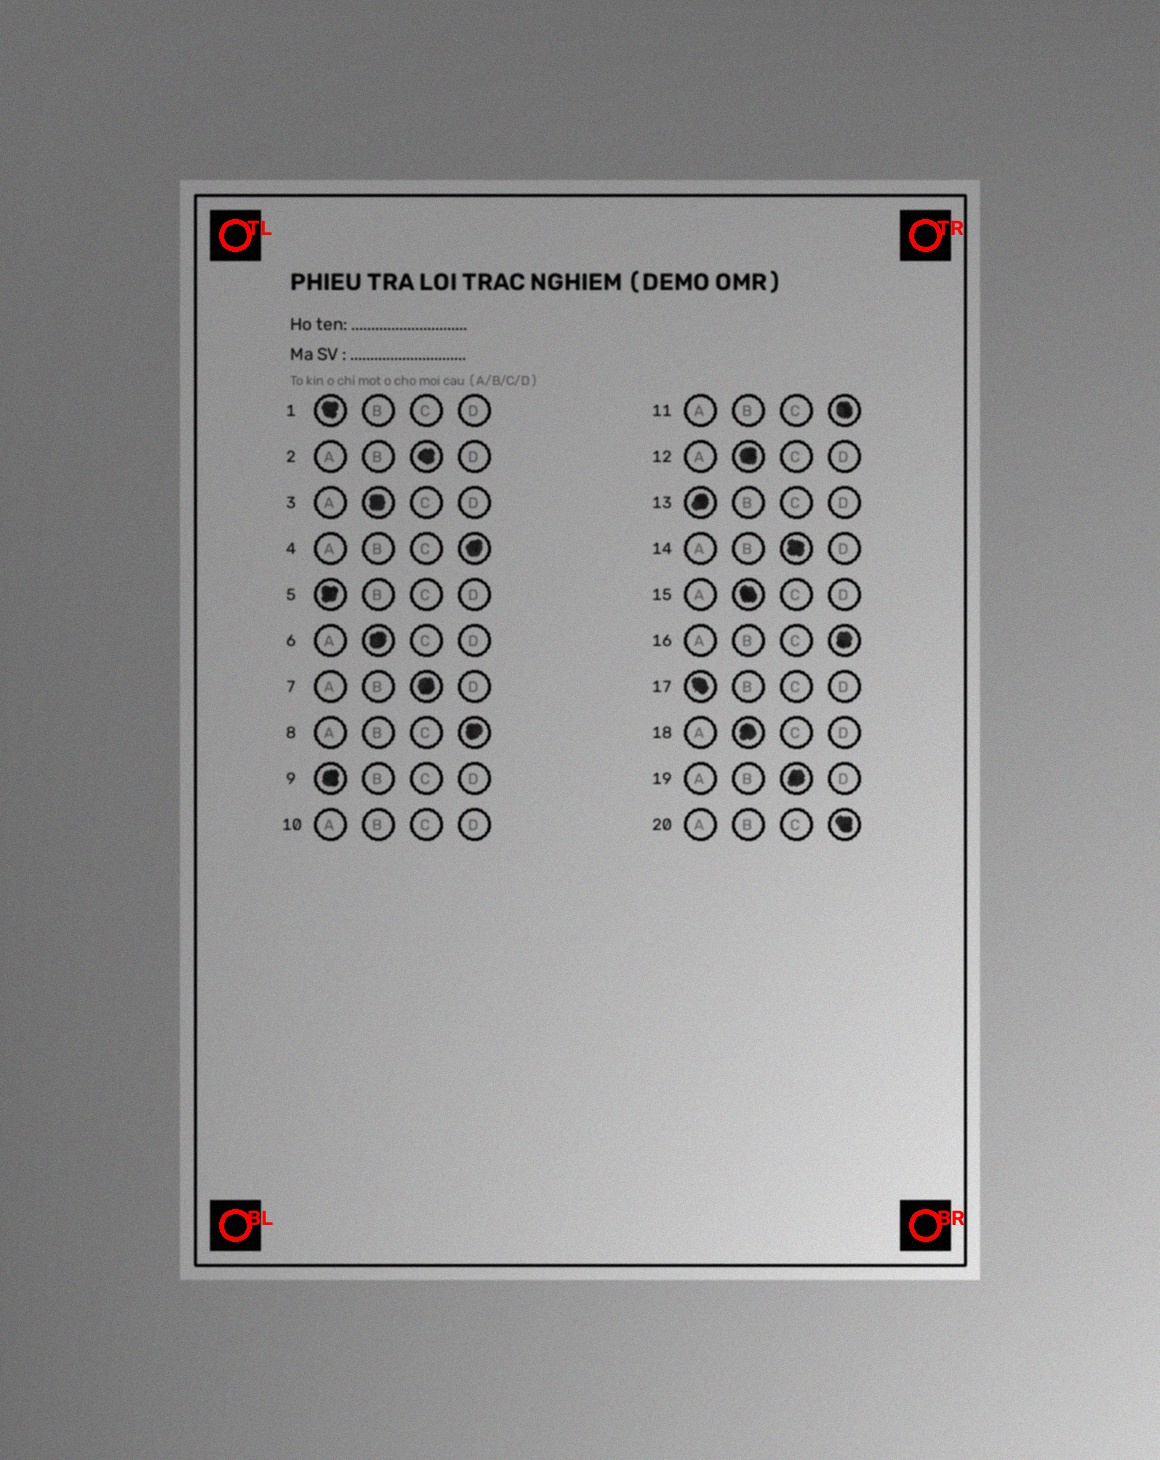 TL
TR
PHIEU TRA LOI TRAC NGHIEM (DEMO OMR)
Ho ten: .............................
Ma SV : .............................
To kin o chi mot o cho moi cau (A/B/C/D)
1 B C D
2 A B D
3 A C D
4 A B C
5 B C D
6 A C D
7 A B D
8 A B C
9 B C D
10 A B C D
11 A B C
12 A C D
13 B C D
14 A B D
15 A C D
16 A B C
17 B C D
18 A C D
19 A B D
20 A B C
BL
BR